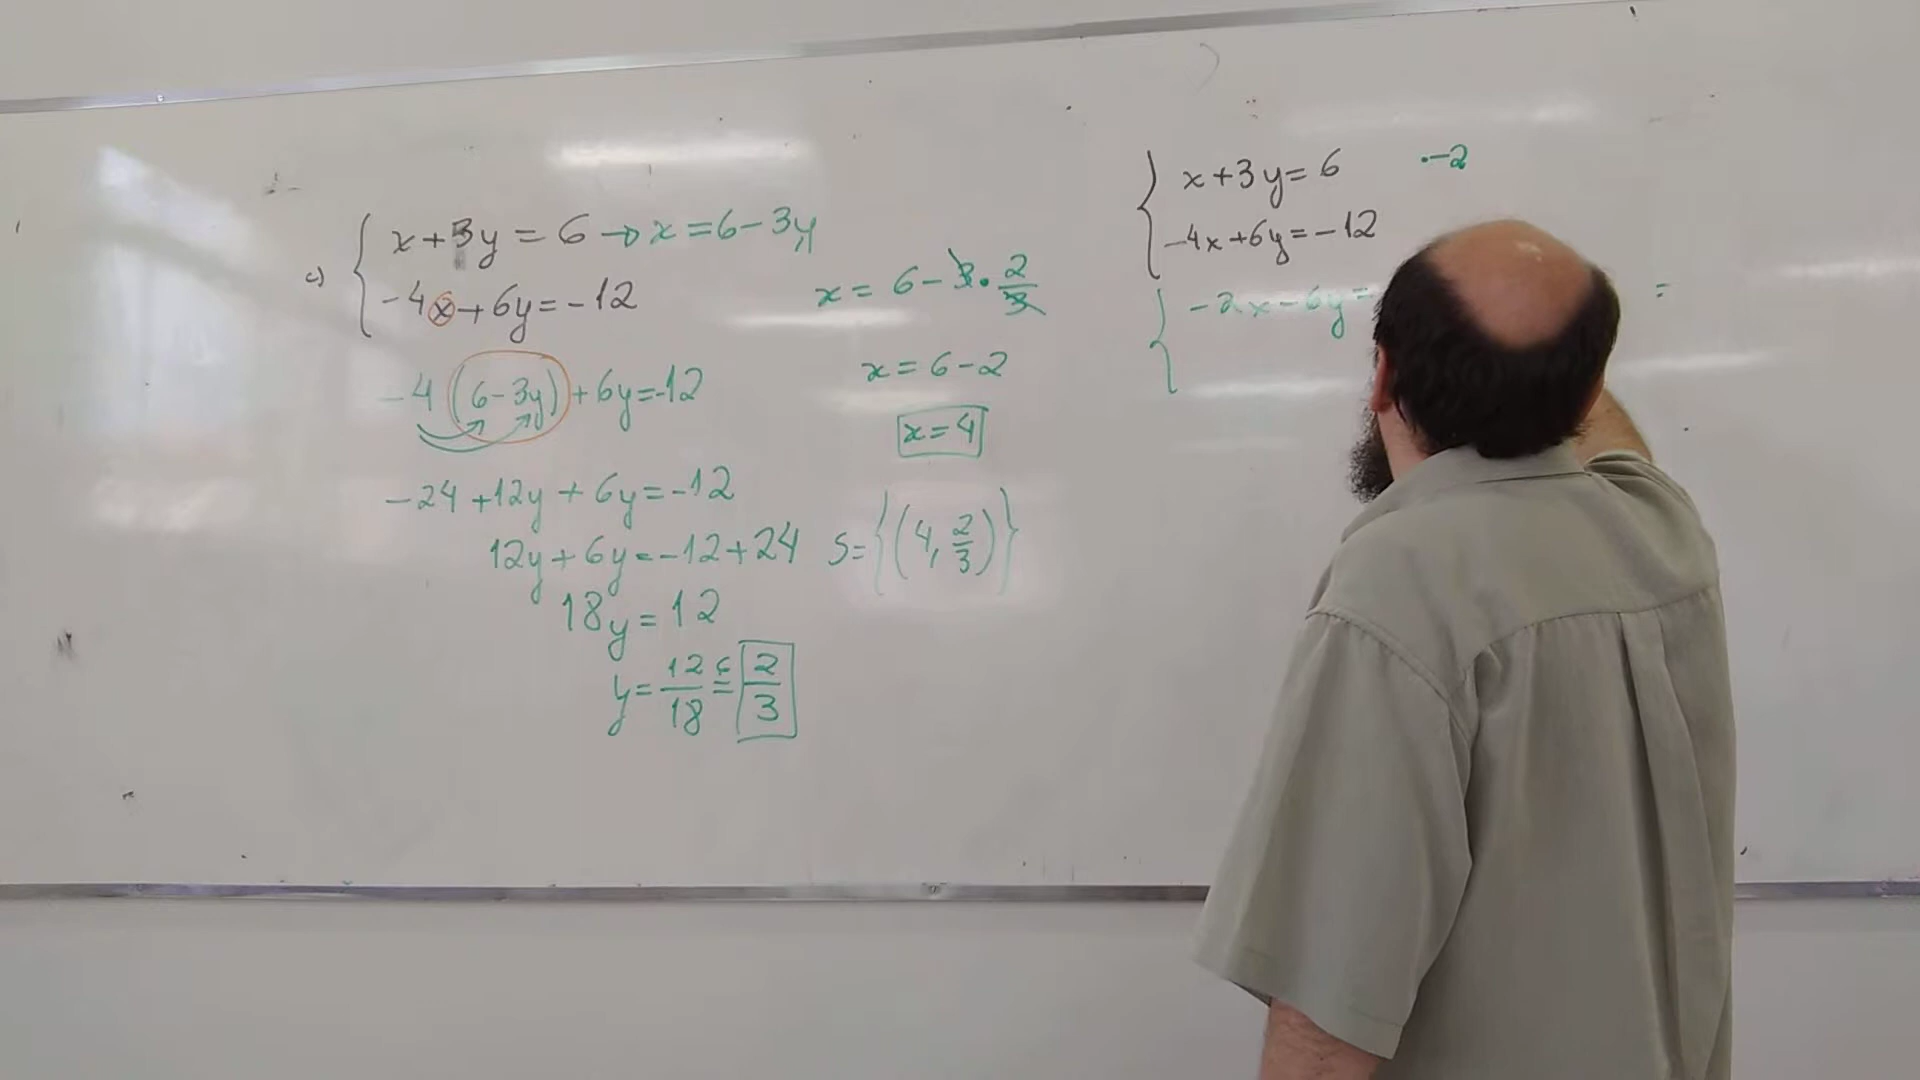 c) x+3y = 6 → x = 6-3y
-4x+6y=-12
-4 (6-3y) + 6y=-12
-24 +12y + 6y=-12
12y+6y=-12+24
18y=12
y= 12/18 = 2/3
x = 6-3·2/3
x = 6-2
x=4
S={(4, 2/3)}
x+3y=6 ·-2
-4x+6y=-12
-2x-6y= =